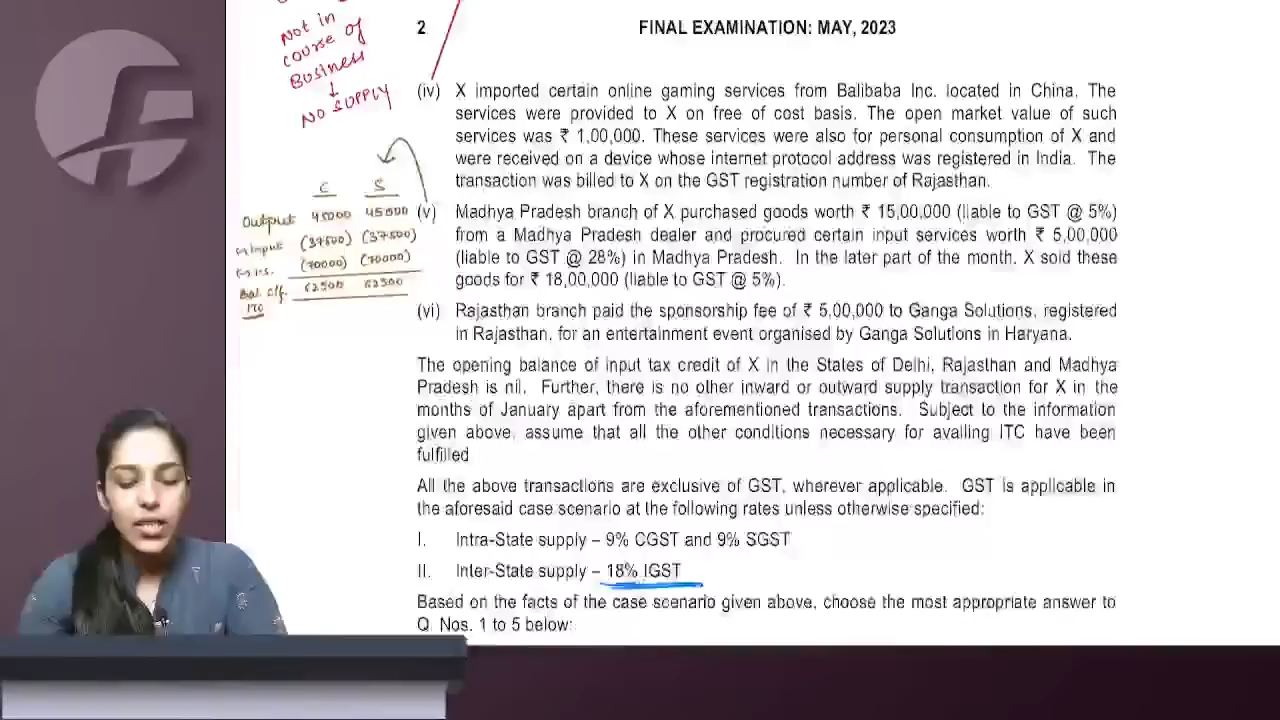 Not in
course of
Business
↓
NO SUPPLY
2 FINAL EXAMINATION: MAY, 2023
(iv) X imported certain online gaming services from Balibaba Inc. located in China. The
services were provided to X on free of cost basis. The open market value of such
services was ₹ 1,00,000. These services were also for personal consumption of X and
were received on a device whose internet protocol address was registered in India. The
transaction was billed to X on the GST registration number of Rajasthan.
C S
Output 45000 45000
Input (37500) (37500)
(70000) (70000)
Bal. c/f. 62500 62500
ITC
(v) Madhya Pradesh branch of X purchased goods worth ₹ 15,00,000 (liable to GST @ 5%)
from a Madhya Pradesh dealer and procured certain input services worth ₹ 5,00,000
(liable to GST @ 28%) in Madhya Pradesh. In the later part of the month, X sold these
goods for ₹ 18,00,000 (liable to GST @ 5%).
(vi) Rajasthan branch paid the sponsorship fee of ₹ 5,00,000 to Ganga Solutions, registered
in Rajasthan, for an entertainment event organised by Ganga Solutions in Haryana.
The opening balance of input tax credit of X in the States of Delhi, Rajasthan and Madhya
Pradesh is nil. Further, there is no other inward or outward supply transaction for X in the
months of January apart from the aforementioned transactions. Subject to the information
given above, assume that all the other conditions necessary for availing ITC have been
fulfilled
All the above transactions are exclusive of GST, wherever applicable. GST is applicable in
the aforesaid case scenario at the following rates unless otherwise specified:
I. Intra-State supply – 9% CGST and 9% SGST
II. Inter-State supply – 18% IGST
Based on the facts of the case scenario given above, choose the most appropriate answer to
Q. Nos. 1 to 5 below: